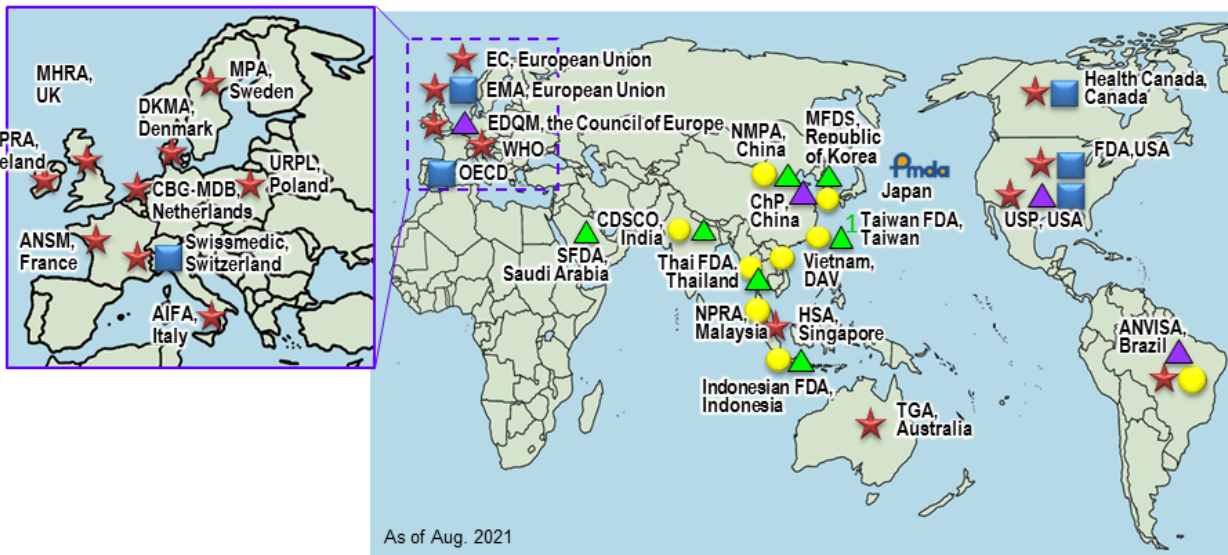 MHRA,
UK
MPA,
Sweden
DKMA,
Denmark
PRA,
eland
URPL,
Poland
CBG-MDB,
Netherlands
ANSM,
France
Swissmedic,
Switzerland
AIFA,
Italy
EC, European Union
EMA, European Union
EDQM, the Council of Europe
WHO
OECD
NMPA,
China
MFDS,
Republic
of Korea
Pmda
Japan
ChP,
China
CDSCO,
India
1
Taiwan FDA,
Taiwan
SFDA,
Saudi Arabia
Thai FDA,
Thailand
Vietnam,
DAV
NPRA,
Malaysia
HSA,
Singapore
Indonesian FDA,
Indonesia
TGA,
Australia
Health Canada,
Canada
FDA,USA
USP, USA
ANVISA,
Brazil
As of Aug. 2021